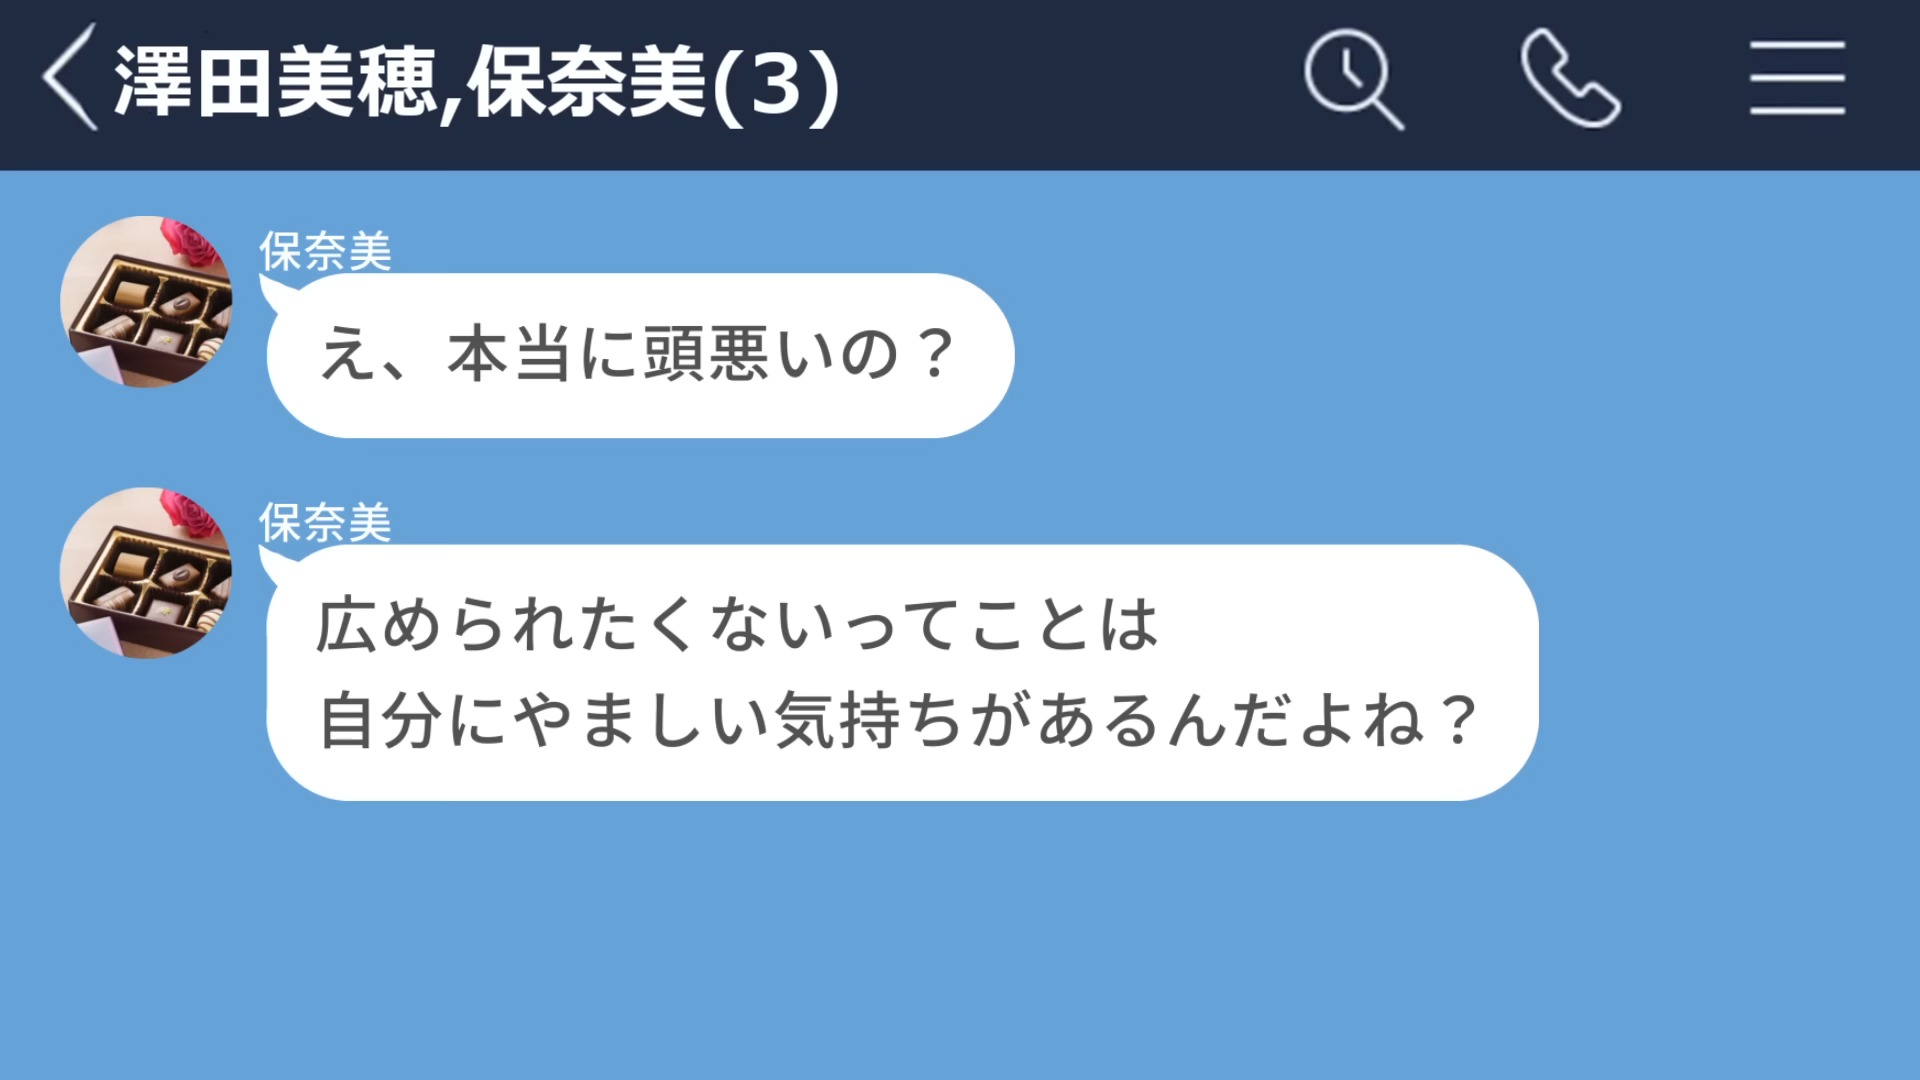 澤田美穂,保奈美(3)
保奈美
え、本当に頭悪いの？
保奈美
広められたくないってことは
自分にやましい気持ちがあるんだよね？